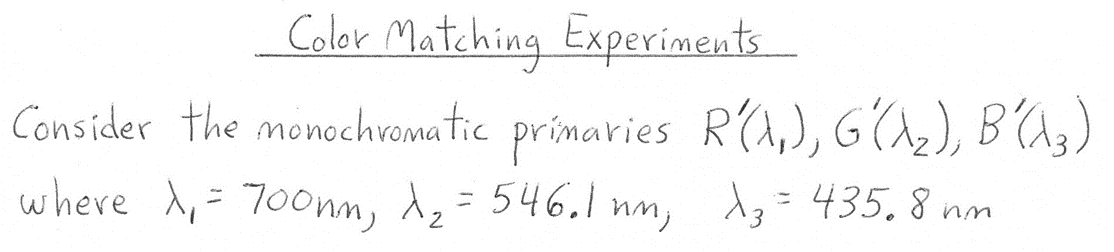 Color Matching Experiments
Consider the monochromatic primaries R′(λ₁), G′(λ₂), B′(λ₃)
where λ₁ = 700nm, λ₂ = 546.1 nm, λ₃ = 435.8 nm